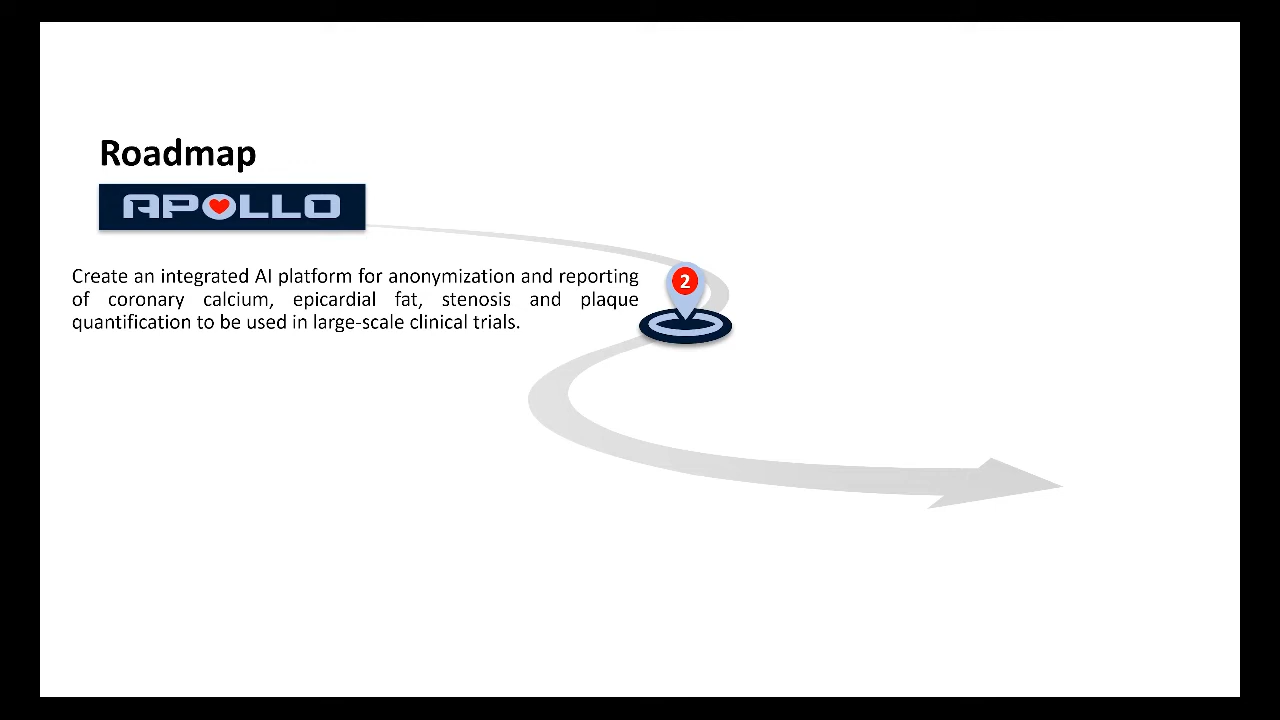 Roadmap
APOLLO
Create an integrated AI platform for anonymization and reporting
of coronary calcium, epicardial fat, stenosis and plaque
quantification to be used in large-scale clinical trials.
2